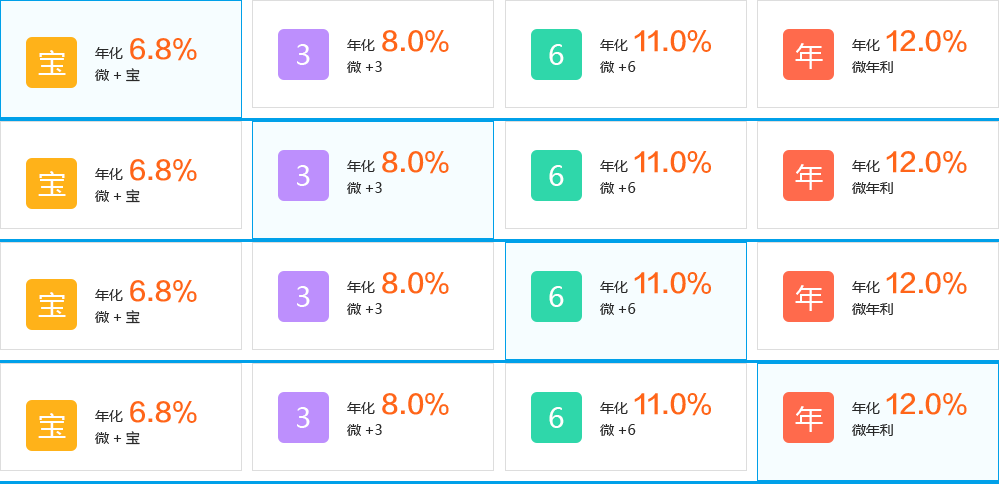 宝 年化 6.8%
微 + 宝
3 年化 8.0%
微 +3
6 年化 11.0%
微 +6
年 年化 12.0%
微年利
宝 年化 6.8%
微 + 宝
3 年化 8.0%
微 +3
6 年化 11.0%
微 +6
年 年化 12.0%
微年利
宝 年化 6.8%
微 + 宝
3 年化 8.0%
微 +3
6 年化 11.0%
微 +6
年 年化 12.0%
微年利
宝 年化 6.8%
微 + 宝
3 年化 8.0%
微 +3
6 年化 11.0%
微 +6
年 年化 12.0%
微年利